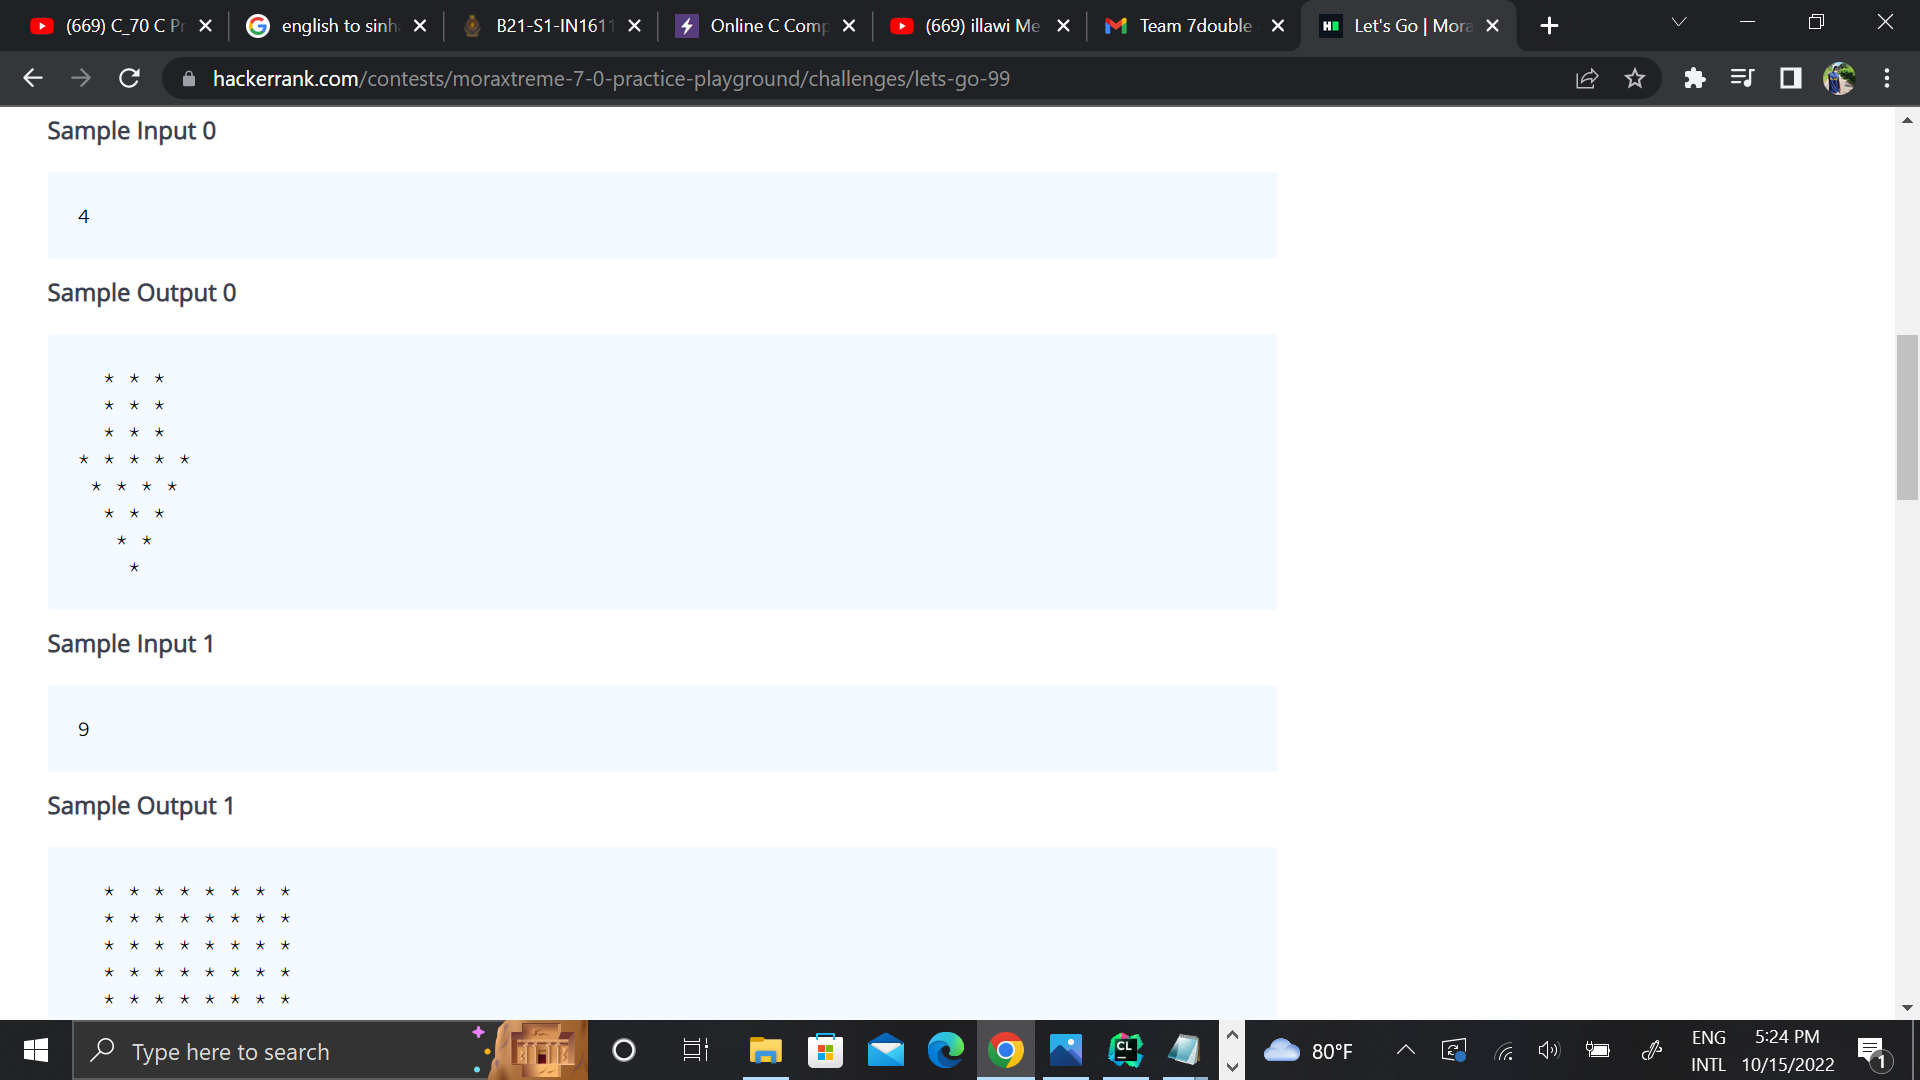 (669) C_70 C Pr
english to sinh
B21-S1-IN1611
Online C Comp
(669) illawi Me
Team 7double
Let's Go | Mora
hackerrank.com/contests/moraxtreme-7-0-practice-playground/challenges/lets-go-99
Sample Input 0
4
Sample Output 0
* * *
* * *
* * *
* * * * *
* * * *
* * *
* *
*
Sample Input 1
9
Sample Output 1
* * * * * * * *
* * * * * * * *
* * * * * * * *
* * * * * * * *
* * * * * * * *
Type here to search
CL
80°F
ENG
INTL
5:24 PM
10/15/2022
1